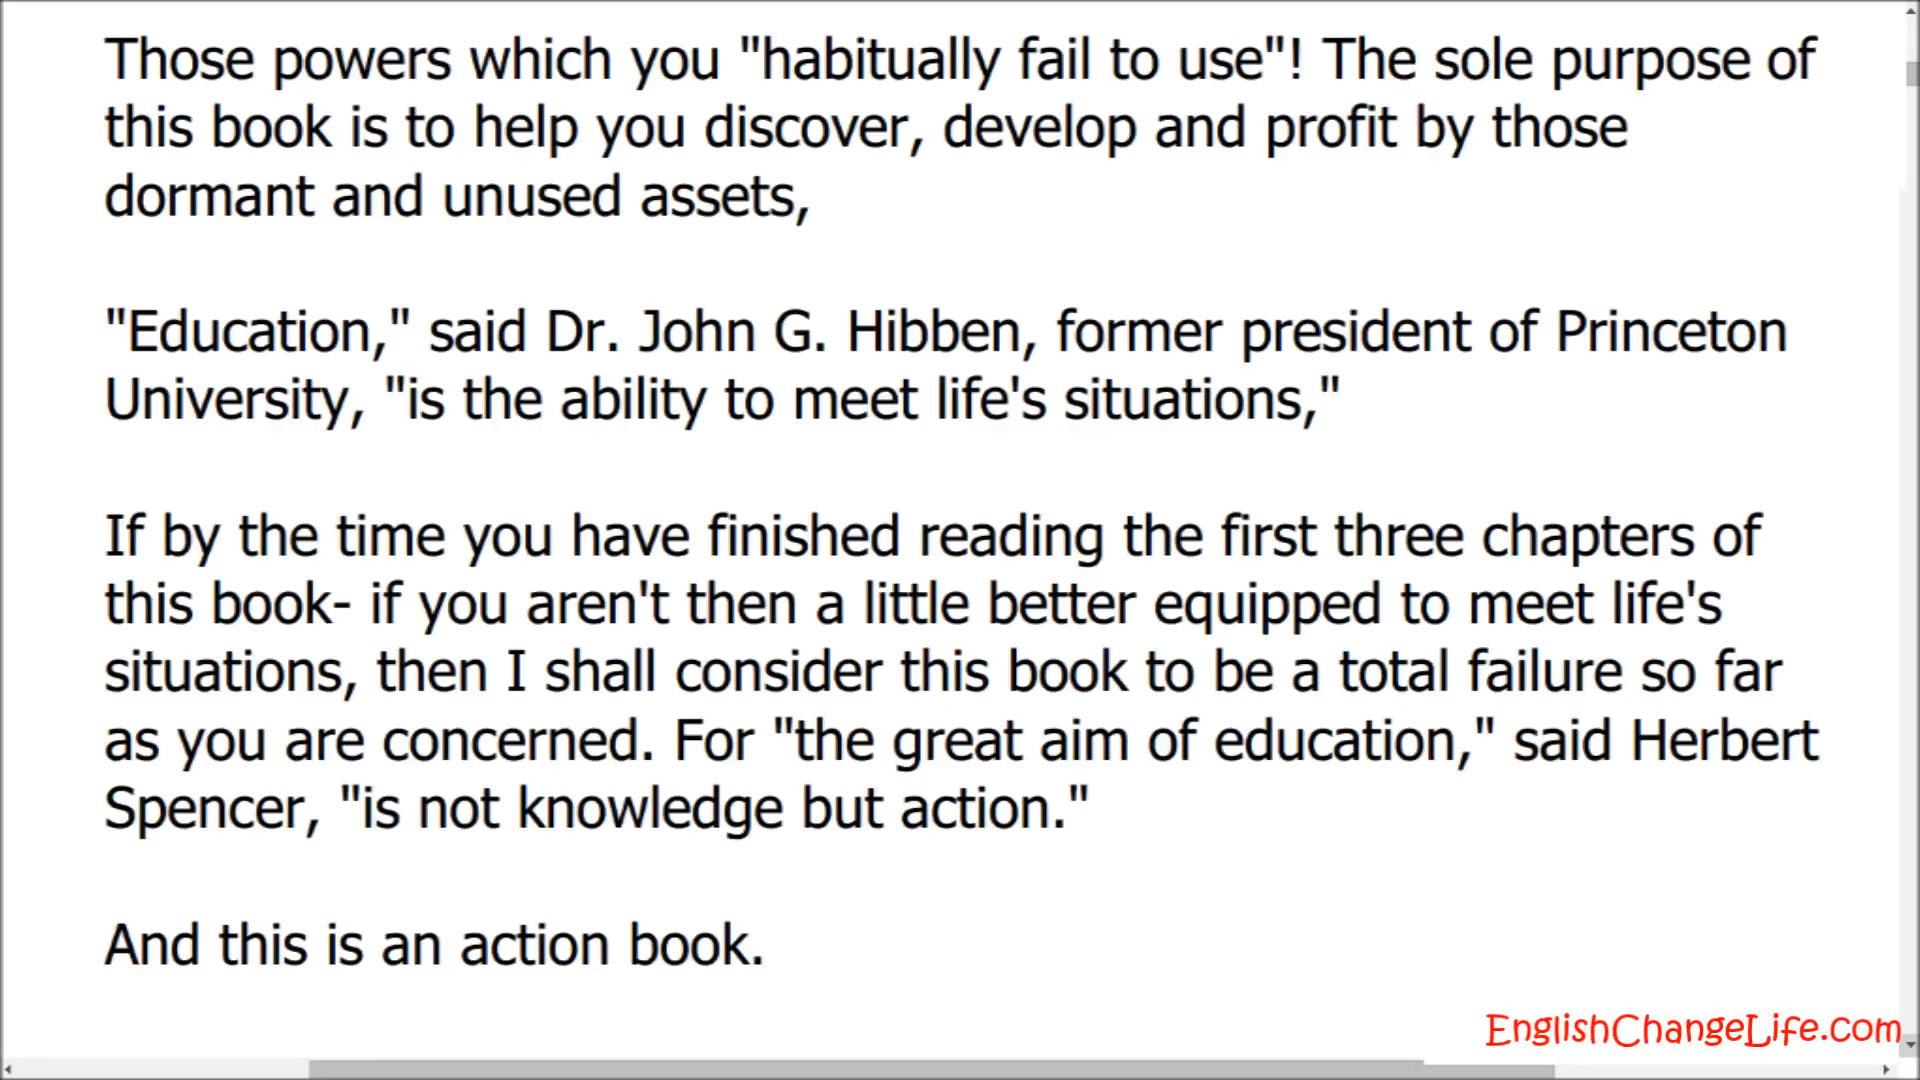 Those powers which you "habitually fail to use"! The sole purpose of
this book is to help you discover, develop and profit by those
dormant and unused assets,
"Education," said Dr. John G. Hibben, former president of Princeton
University, "is the ability to meet life's situations,"
If by the time you have finished reading the first three chapters of
this book- if you aren't then a little better equipped to meet life's
situations, then I shall consider this book to be a total failure so far
as you are concerned. For "the great aim of education," said Herbert
Spencer, "is not knowledge but action."
And this is an action book.
EnglishChangeLife.com